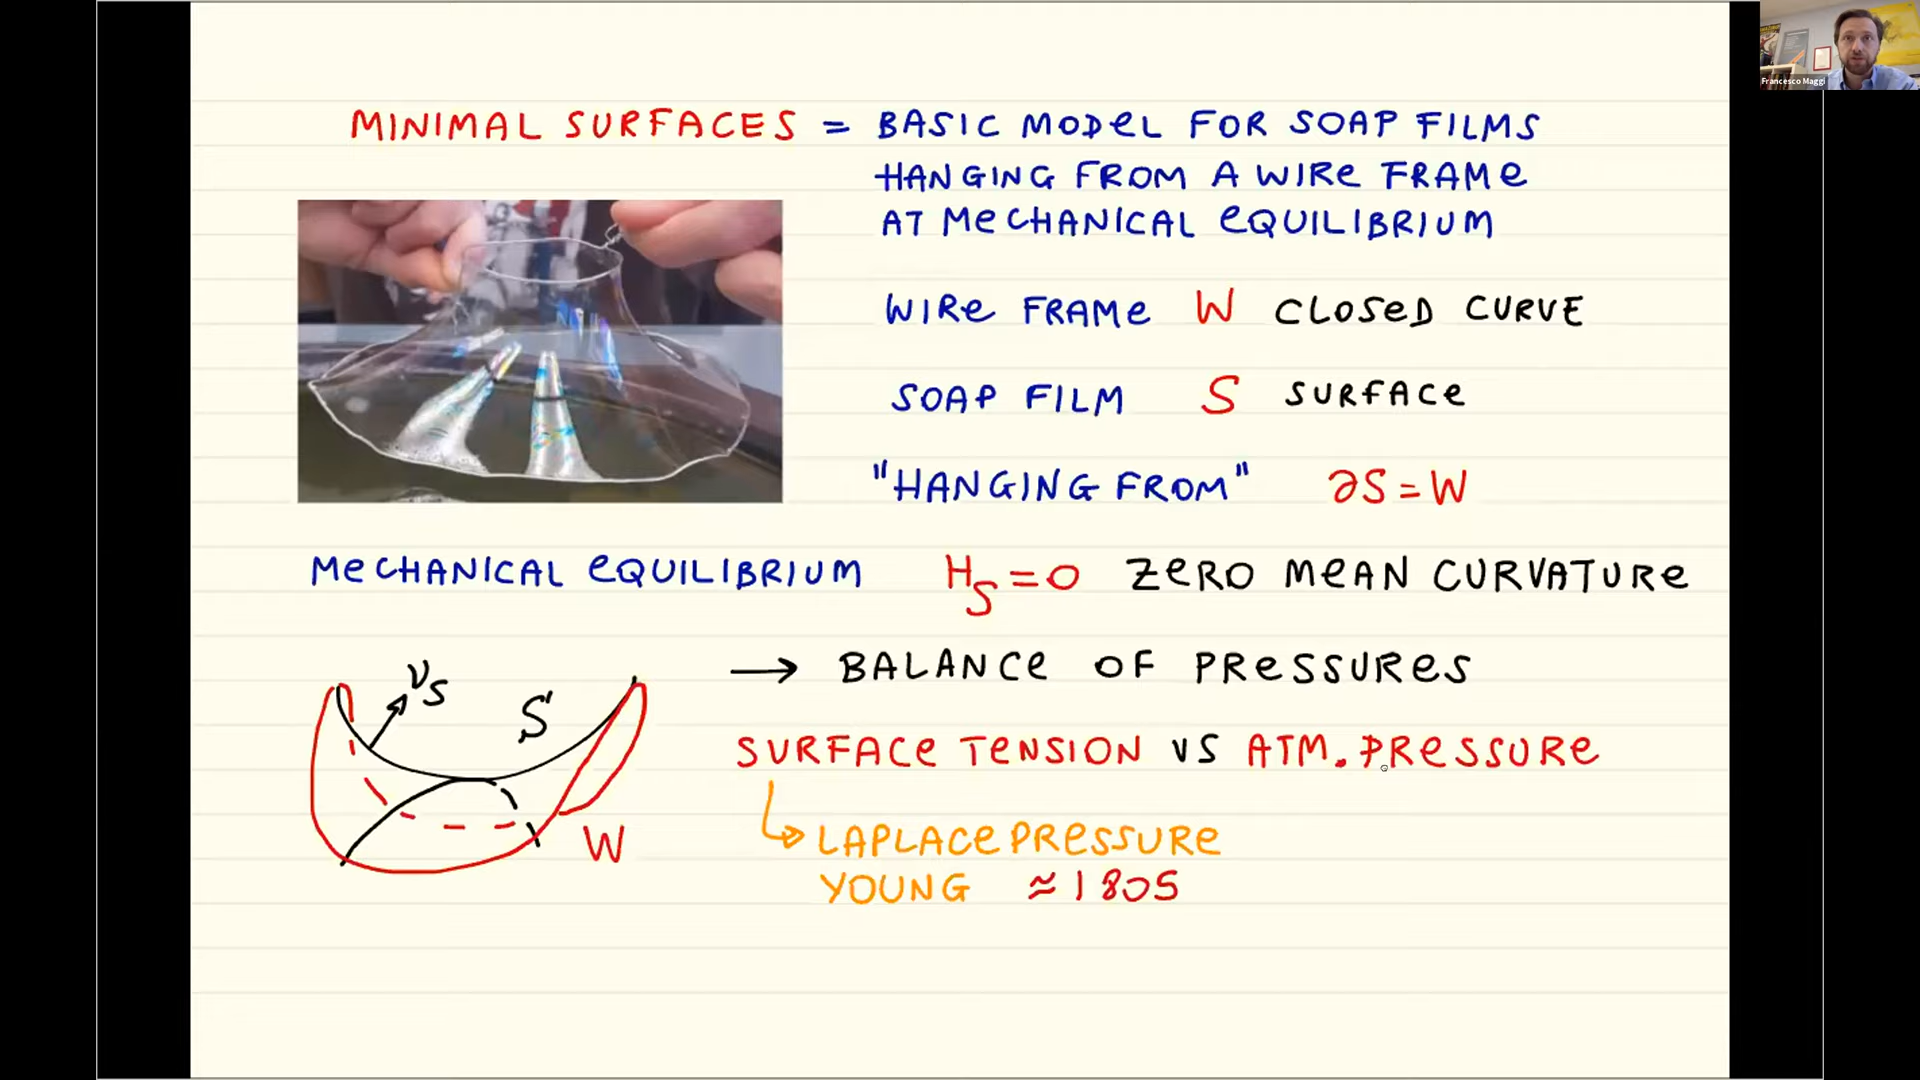 Francesco Maggi
MINIMAL SURFACES = BASIC MODEL FOR SOAP FILMS
HANGING FROM A WIRE FRAME
AT MECHANICAL EQUILIBRIUM
WIRE FRAME W CLOSED CURVE
SOAP FILM S SURFACE
"HANGING FROM" ∂S = W
MECHANICAL EQUILIBRIUM H_S = 0 ZERO MEAN CURVATURE
→ BALANCE OF PRESSURES
ν_S S
SURFACE TENSION VS ATM. PRESSURE
W
LAPLACE PRESSURE
YOUNG ≈ 1805